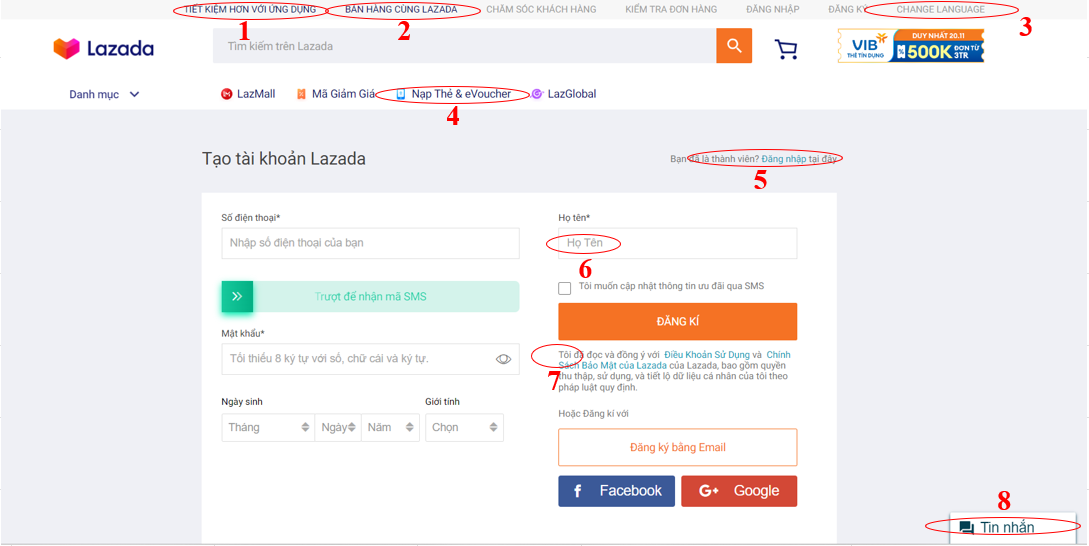 TIẾT KIỆM HƠN VỚI ỨNG DỤNG BÁN HÀNG CÙNG LAZADA CHĂM SÓC KHÁCH HÀNG KIỂM TRA ĐƠN HÀNG ĐĂNG NHẬP ĐĂNG KÝ CHANGE LANGUAGE
1 2 3
Lazada Tìm kiếm trên Lazada VIB THẺ TÍN DỤNG DUY NHẤT 20.11 500K ĐƠN TỪ 3TR
Danh mục LazMall Mã Giảm Giá Nạp Thẻ & eVoucher LazGlobal
4
Tạo tài khoản Lazada Bạn đã là thành viên? Đăng nhập tại đây
5
Số điện thoại* Họ tên*
Nhập số điện thoại của bạn Họ Tên
6
Trượt để nhận mã SMS Tôi muốn cập nhật thông tin ưu đãi qua SMS
ĐĂNG KÍ
Mật khẩu*
Tối thiểu 8 ký tự với số, chữ cái và ký tự.
Tôi đã đọc và đồng ý với Điều Khoản Sử Dụng và Chính
Sách Bảo Mật của Lazada của Lazada, bao gồm quyền
thu thập, sử dụng, và tiết lộ dữ liệu cá nhân của tôi theo
pháp luật quy định.
7
Ngày sinh Giới tính
Tháng Ngày Năm Chọn
Hoặc Đăng kí với
Đăng ký bằng Email
Facebook G+ Google
8
Tin nhắn